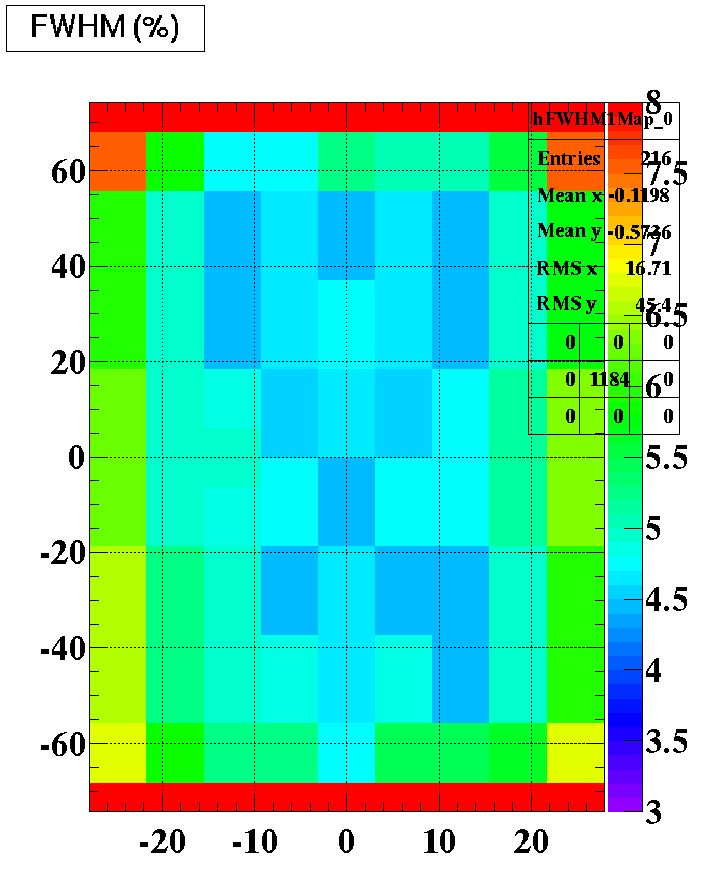 FWHM (%)
hFWHM1Map_0
Entries 216
Mean x -0.1198
Mean y -0.5736
RMS x 16.71
RMS y 45.4
0 0 0
0 1184 0
0 0 0
60
40
20
0
-20
-40
-60
-20 -10 0 10 20
8
7.5
7
6.5
6
5.5
5
4.5
4
3.5
3